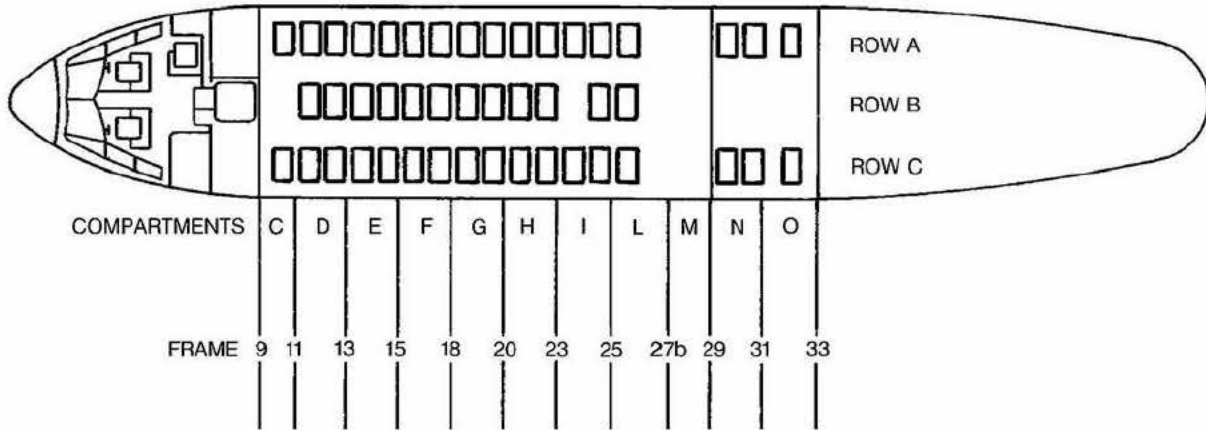 ROW A
ROW B
ROW C
COMPARTMENTS C D E F G H I L M N O
FRAME 9 11 13 15 18 20 23 25 27b 29 31 33